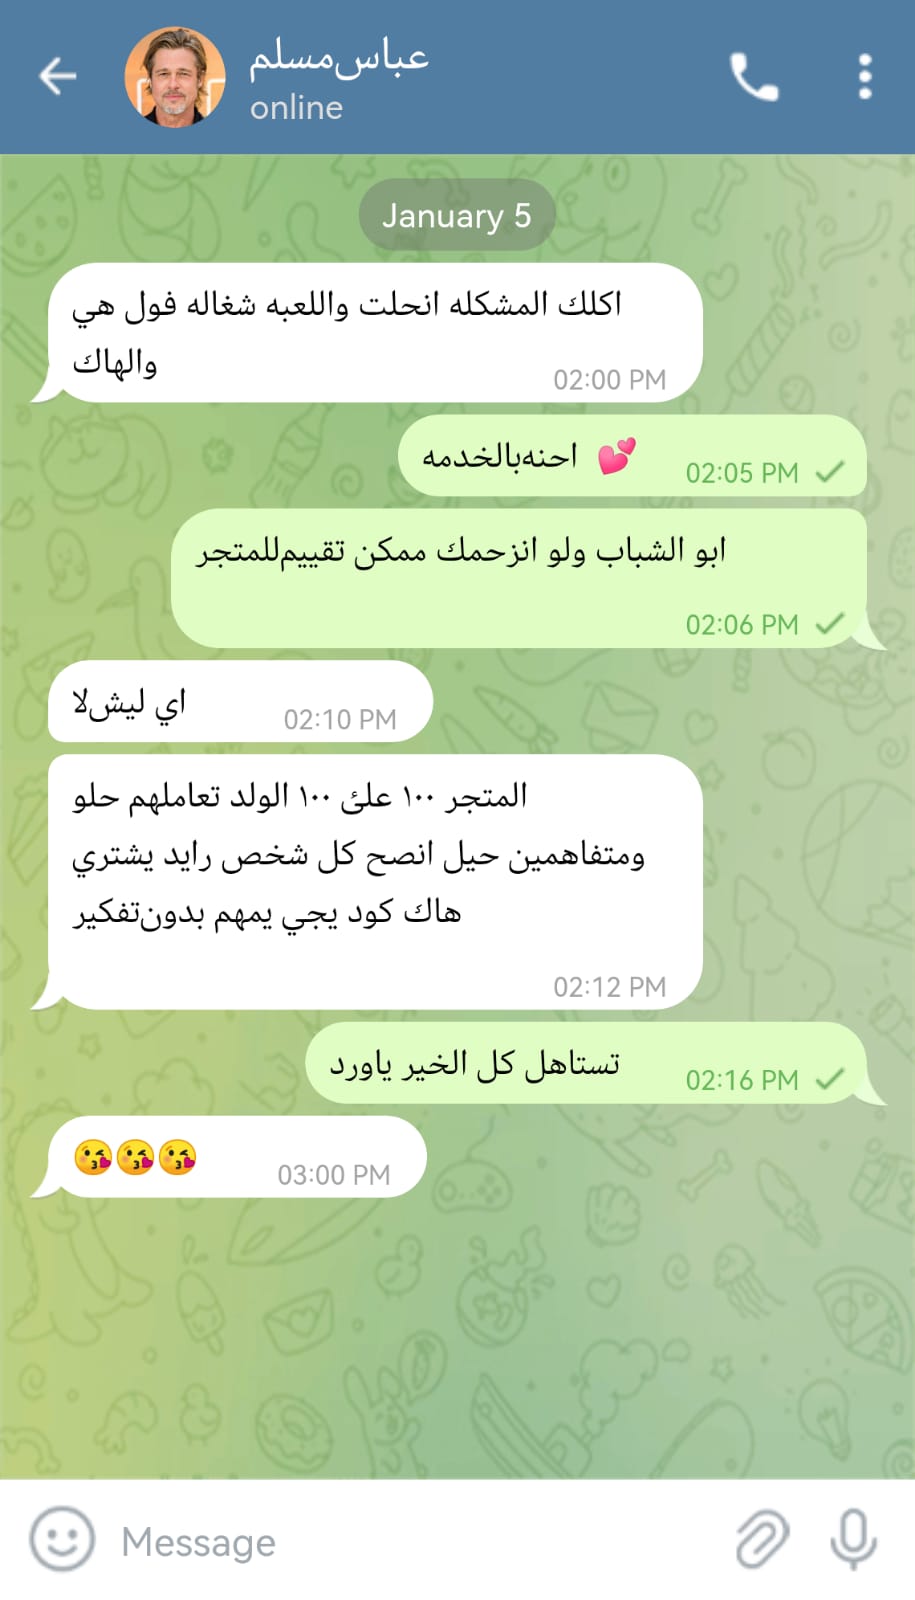 عباس‌مسلم
online
January 5
اكلك المشكله انحلت واللعبه شغاله فول هي
والهاك
02:00 PM
احنه‌بالخدمه 💕
02:05 PM
ابو الشباب ولو انزحمك ممكن تقييم‌للمتجر
02:06 PM
اي ليش‌لا
02:10 PM
المتجر ١٠٠ علئ ١٠٠ الولد تعاملهم حلو
ومتفاهمين حيل انصح كل شخص رايد يشتري
هاك كود يجي يمهم بدون‌تفكير
02:12 PM
تستاهل كل الخير ياورد
02:16 PM
😘😘😘
03:00 PM
Message